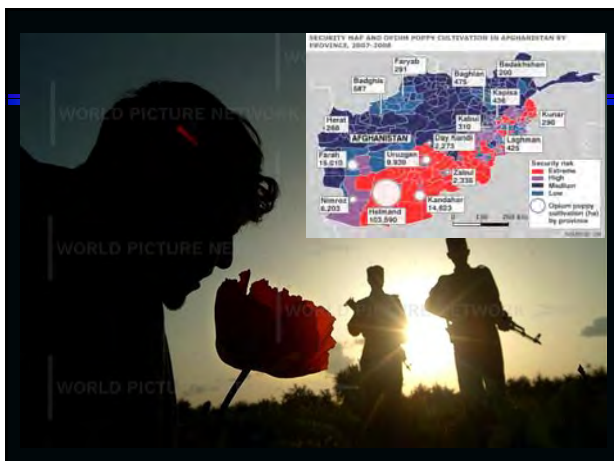 SECURITY MAP AND OPIUM POPPY CULTIVATION IN AFGHANISTAN BY
PROVINCE, 2007-2008
Faryab
291
Badghis
587
Baghlan
475
Badakhshan
200
Kapisa
436
Kunar
290
Herat
266
Kabul
310
AFGHANISTAN
Day Kundi
2,273
Laghman
425
Farah
15,010
Uruzgan
9,939
Zabul
2,335
Nimroz
6,203
Helmand
103,590
Kandahar
14,623
Security risk
Extreme
High
Medium
Low
Opium poppy
cultivation (ha)
by province
WORLD PICTURE NETWORK
WORLD PICTURE NE
WORLD PICTURE NETWORK
WORLD PICTU